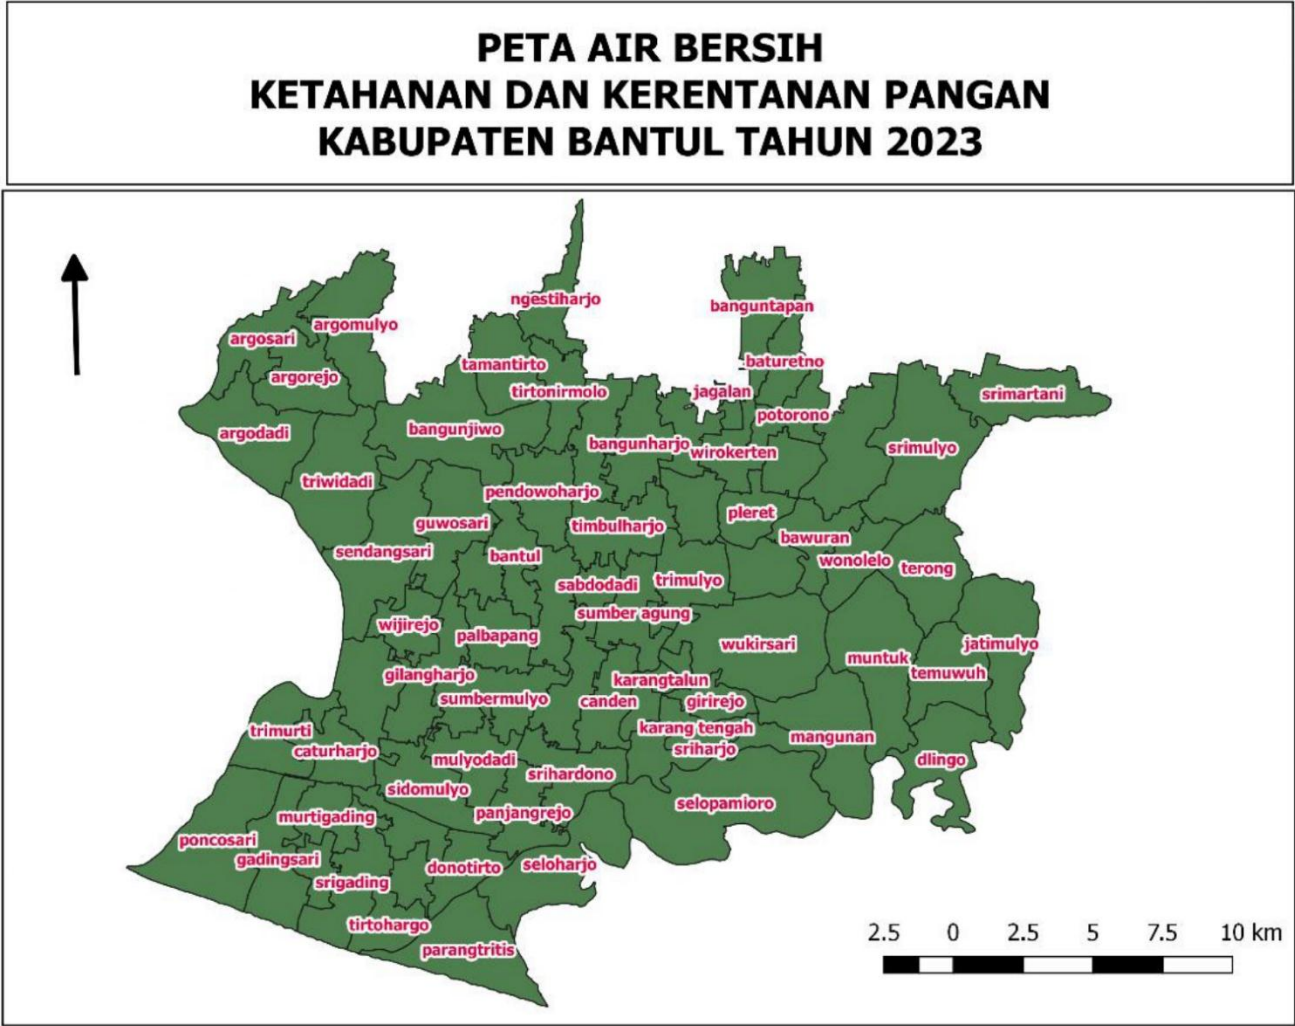 PETA AIR BERSIH
KETAHANAN DAN KERENTANAN PANGAN
KABUPATEN BANTUL TAHUN 2023
ngestiharjo
banguntapan
argomulyo
argosari
tamantirto
baturetno
argorejo
tirtonirmolo
jagalan
srimartani
potorono
argodadi
bangunjiwo
bangunharjo
wirokerten
srimulyo
triwidadi
pendowoharjo
pleret
guwosari
timbulharjo
bawuran
sendangsari
bantul
wonolelo
terong
sabdodadi
trimulyo
sumber agung
wijirejo
palbapang
wukirsari
jatimulyo
muntuk
temuwuh
gilangharjo
karangtalun
sumbermulyo
canden
girirejo
trimurti
karang tengah
mangunan
caturharjo
sriharjo
mulyodadi
dlingo
srihardono
sidomulyo
selopamioro
murtigading
panjangrejo
poncosari
gadingsari
donotirto
seloharjo
srigading
tirtohargo
parangtritis
2.5 0 2.5 5 7.5 10 km